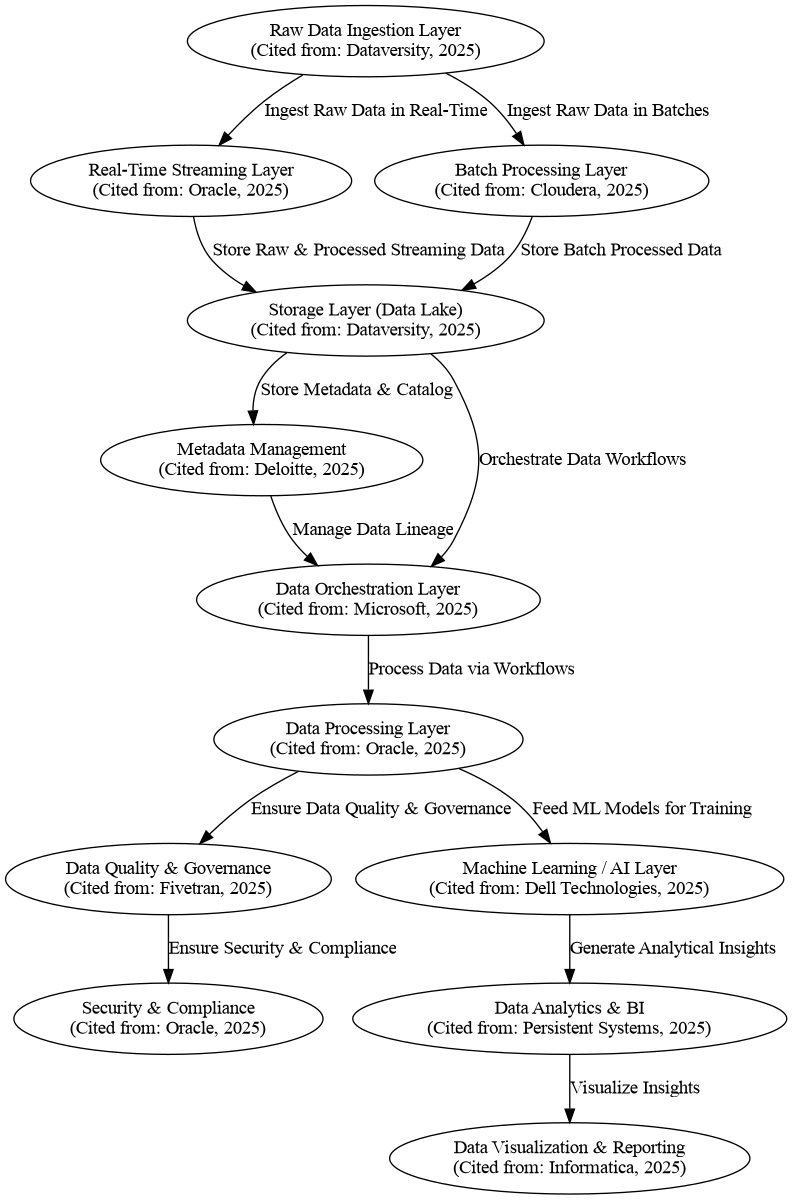 Raw Data Ingestion Layer
(Cited from: Dataversity, 2025)
Ingest Raw Data in Real-Time
Ingest Raw Data in Batches
Real-Time Streaming Layer
(Cited from: Oracle, 2025)
Batch Processing Layer
(Cited from: Cloudera, 2025)
Store Raw & Processed Streaming Data
Store Batch Processed Data
Storage Layer (Data Lake)
(Cited from: Dataversity, 2025)
Store Metadata & Catalog
Metadata Management
(Cited from: Deloitte, 2025)
Orchestrate Data Workflows
Manage Data Lineage
Data Orchestration Layer
(Cited from: Microsoft, 2025)
Process Data via Workflows
Data Processing Layer
(Cited from: Oracle, 2025)
Ensure Data Quality & Governance
Feed ML Models for Training
Data Quality & Governance
(Cited from: Fivetran, 2025)
Machine Learning / AI Layer
(Cited from: Dell Technologies, 2025)
Ensure Security & Compliance
Generate Analytical Insights
Security & Compliance
(Cited from: Oracle, 2025)
Data Analytics & BI
(Cited from: Persistent Systems, 2025)
Visualize Insights
Data Visualization & Reporting
(Cited from: Informatica, 2025)